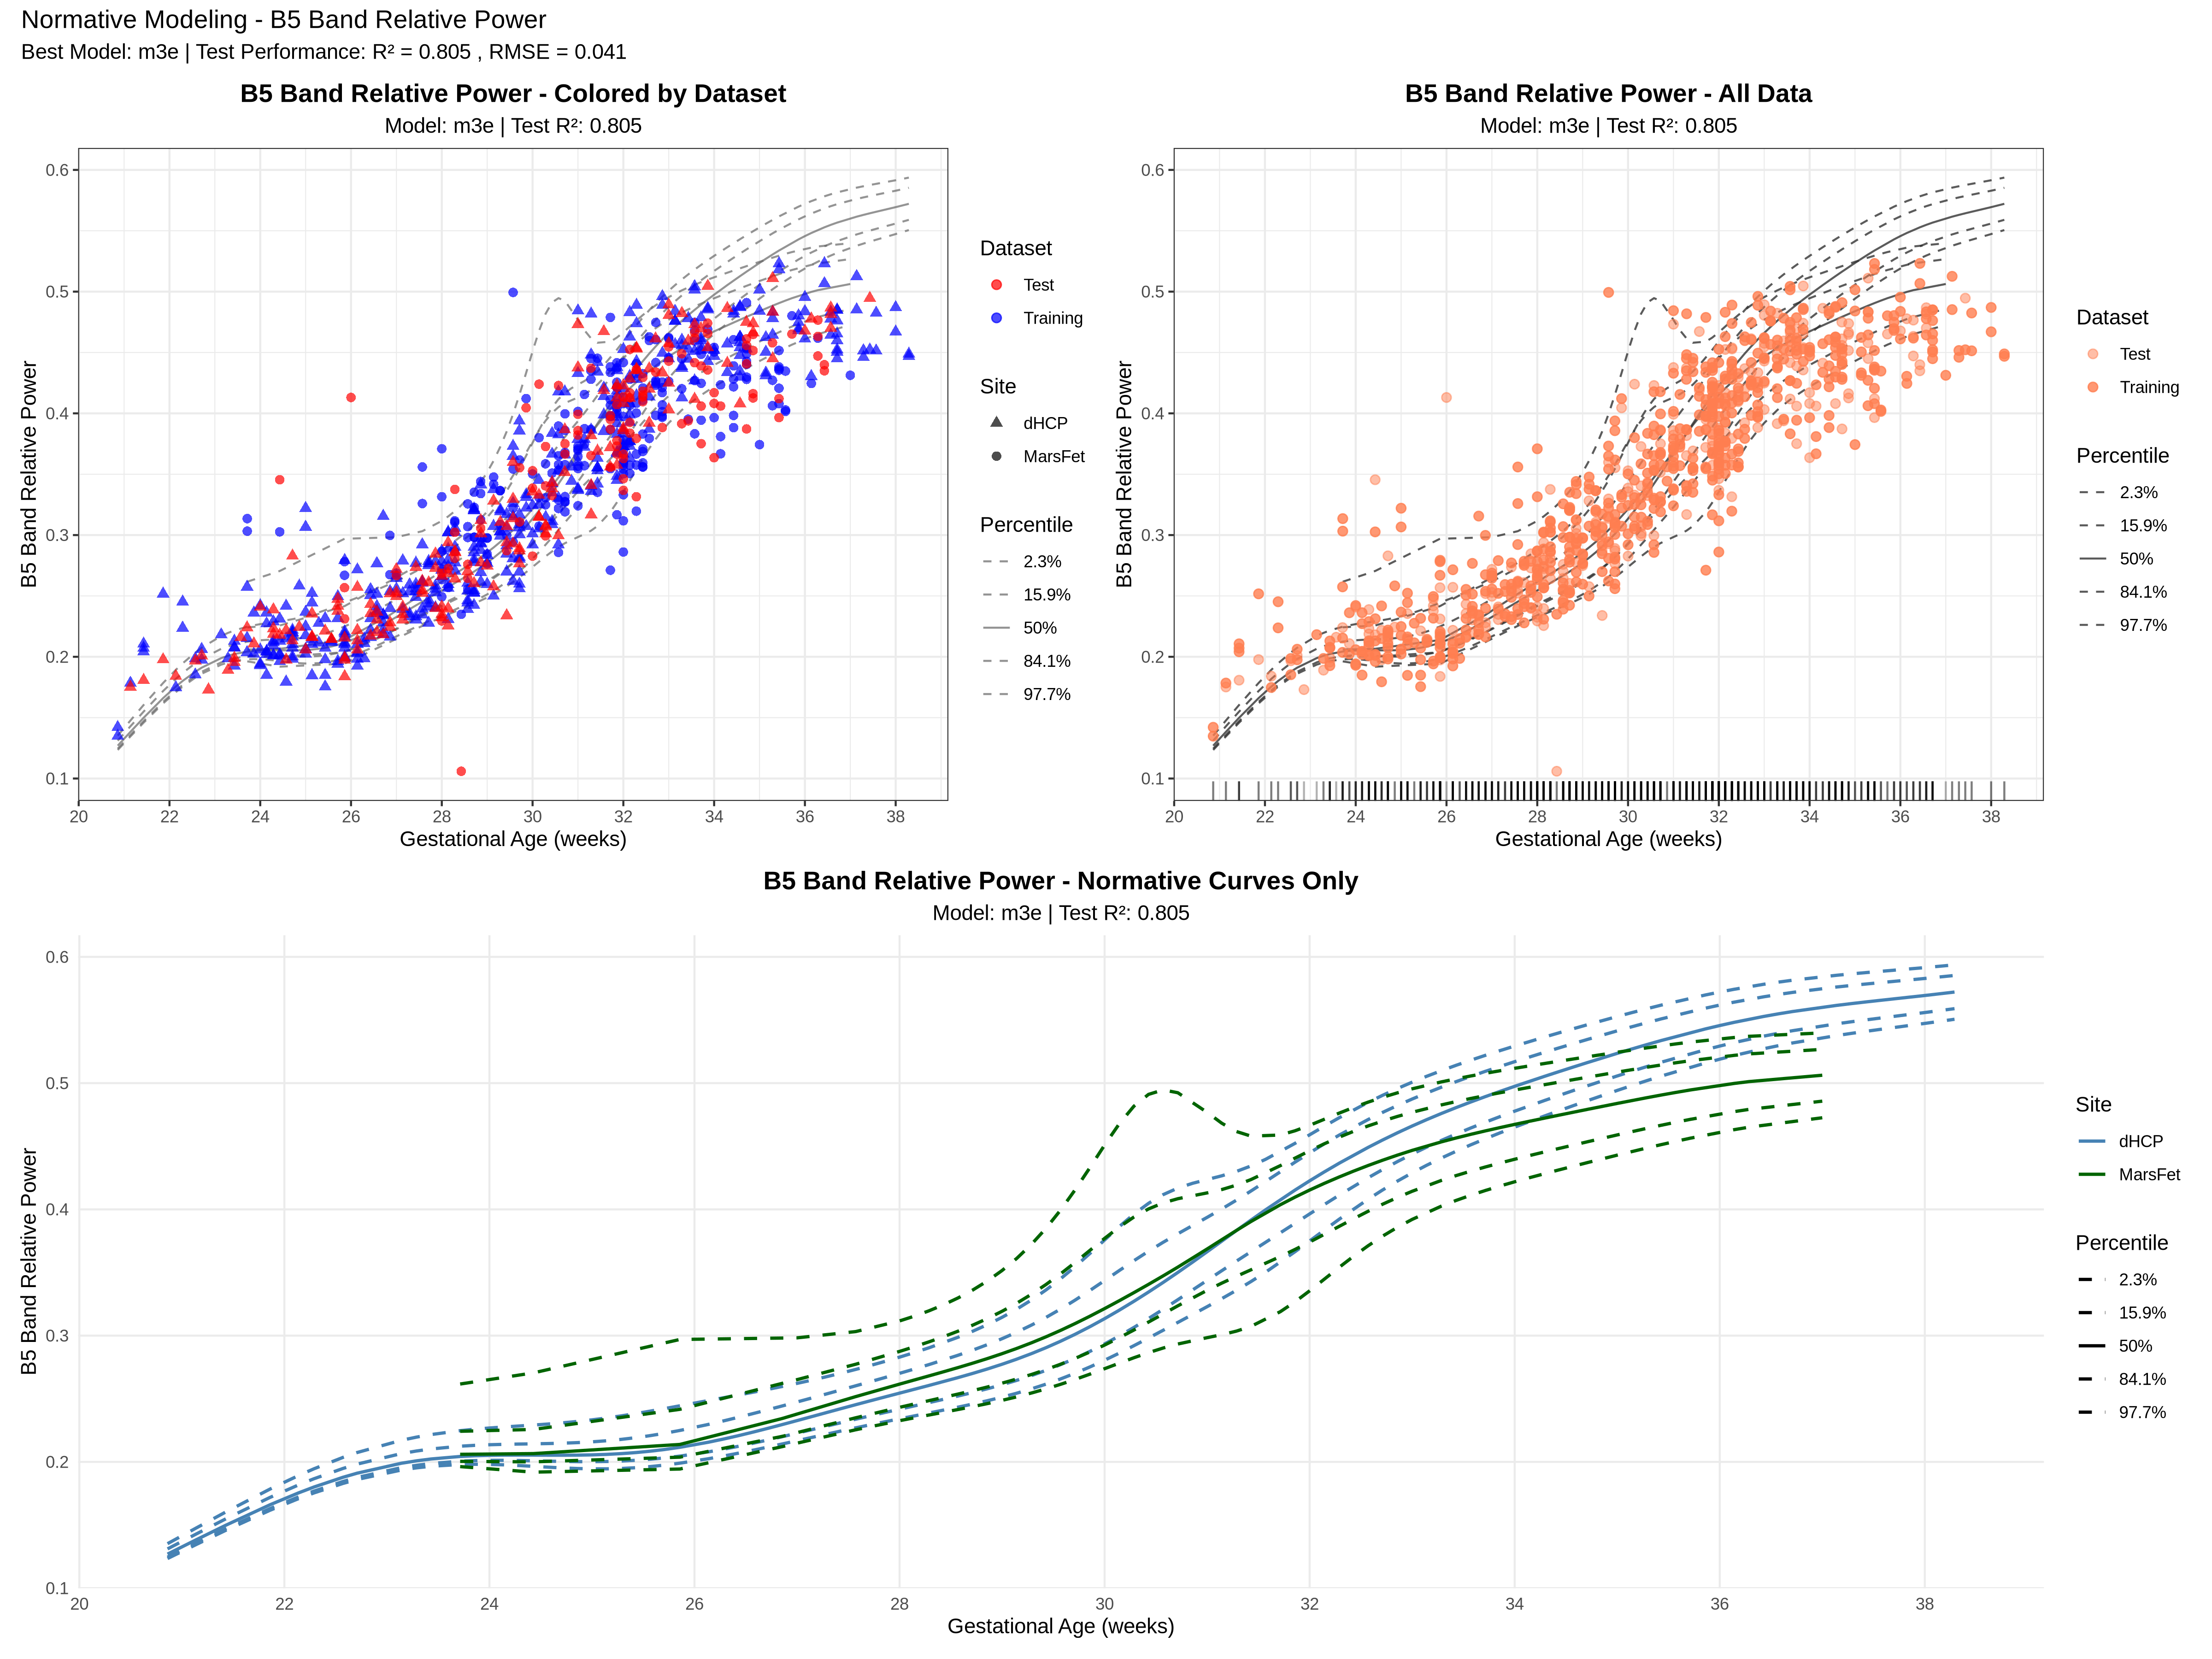 Normative Modeling - B5 Band Relative Power
Best Model: m3e | Test Performance: R² = 0.805 , RMSE = 0.041
B5 Band Relative Power - Colored by Dataset
Model: m3e | Test R²: 0.805
B5 Band Relative Power
0.6
0.5
0.4
0.3
0.2
0.1
20 22 24 26 28 30 32 34 36 38
Gestational Age (weeks)
Dataset
Test
Training
Site
dHCP
MarsFet
Percentile
2.3%
15.9%
50%
84.1%
97.7%
B5 Band Relative Power - All Data
Model: m3e | Test R²: 0.805
B5 Band Relative Power
0.6
0.5
0.4
0.3
0.2
0.1
20 22 24 26 28 30 32 34 36 38
Gestational Age (weeks)
Dataset
Test
Training
Percentile
2.3%
15.9%
50%
84.1%
97.7%
B5 Band Relative Power - Normative Curves Only
Model: m3e | Test R²: 0.805
B5 Band Relative Power
0.6
0.5
0.4
0.3
0.2
0.1
20 22 24 26 28 30 32 34 36 38
Gestational Age (weeks)
Site
dHCP
MarsFet
Percentile
2.3%
15.9%
50%
84.1%
97.7%